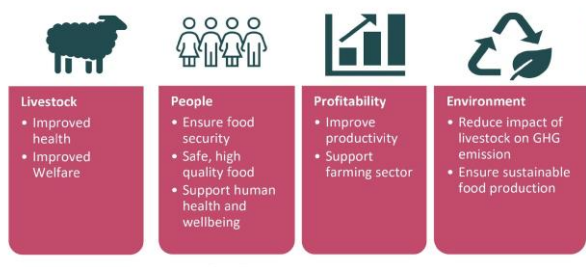 Livestock
• Improved
health
• Improved
Welfare
People
• Ensure food
security
• Safe, high
quality food
• Support human
health and
wellbeing
Profitability
• Improve
productivity
• Support
farming sector
Environment
• Reduce impact of
livestock on GHG
emission
• Ensure sustainable
food production